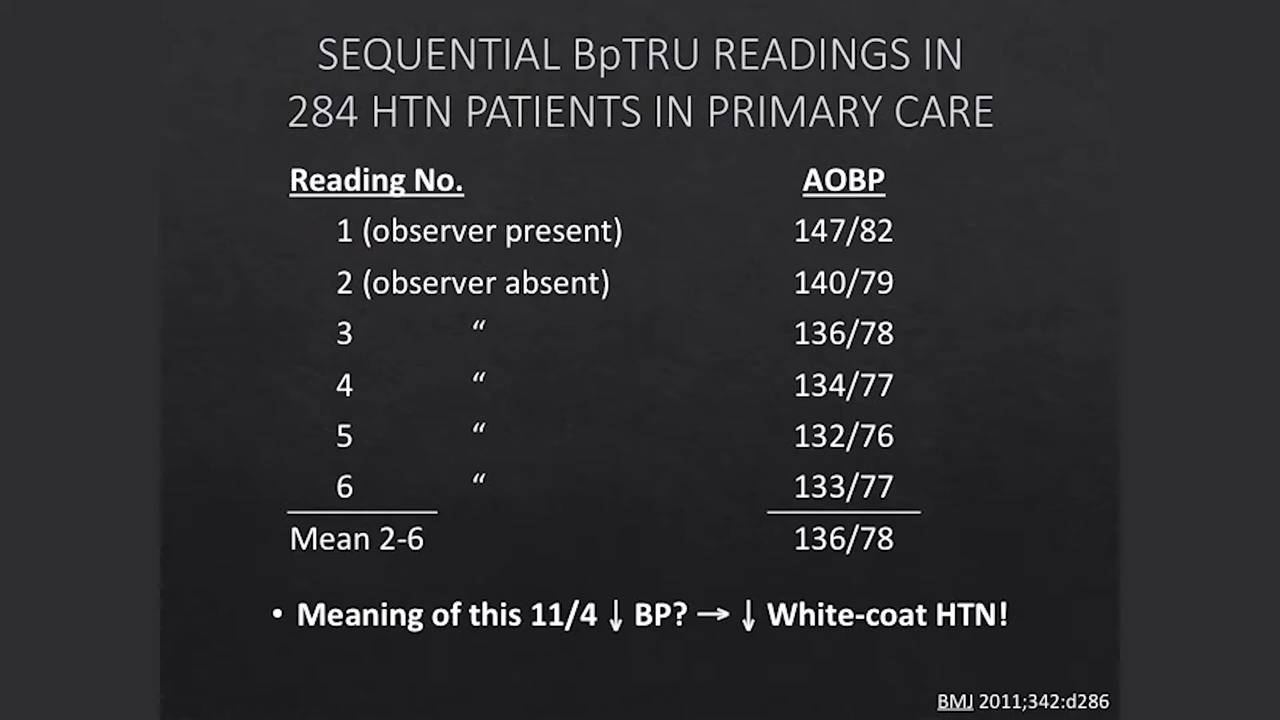 SEQUENTIAL BpTRU READINGS IN
284 HTN PATIENTS IN PRIMARY CARE
Reading No. AOBP
1 (observer present) 147/82
2 (observer absent) 140/79
3 “ 136/78
4 “ 134/77
5 “ 132/76
6 “ 133/77
Mean 2-6 136/78
• Meaning of this 11/4 ↓ BP? → ↓ White-coat HTN!
BMJ 2011;342:d286